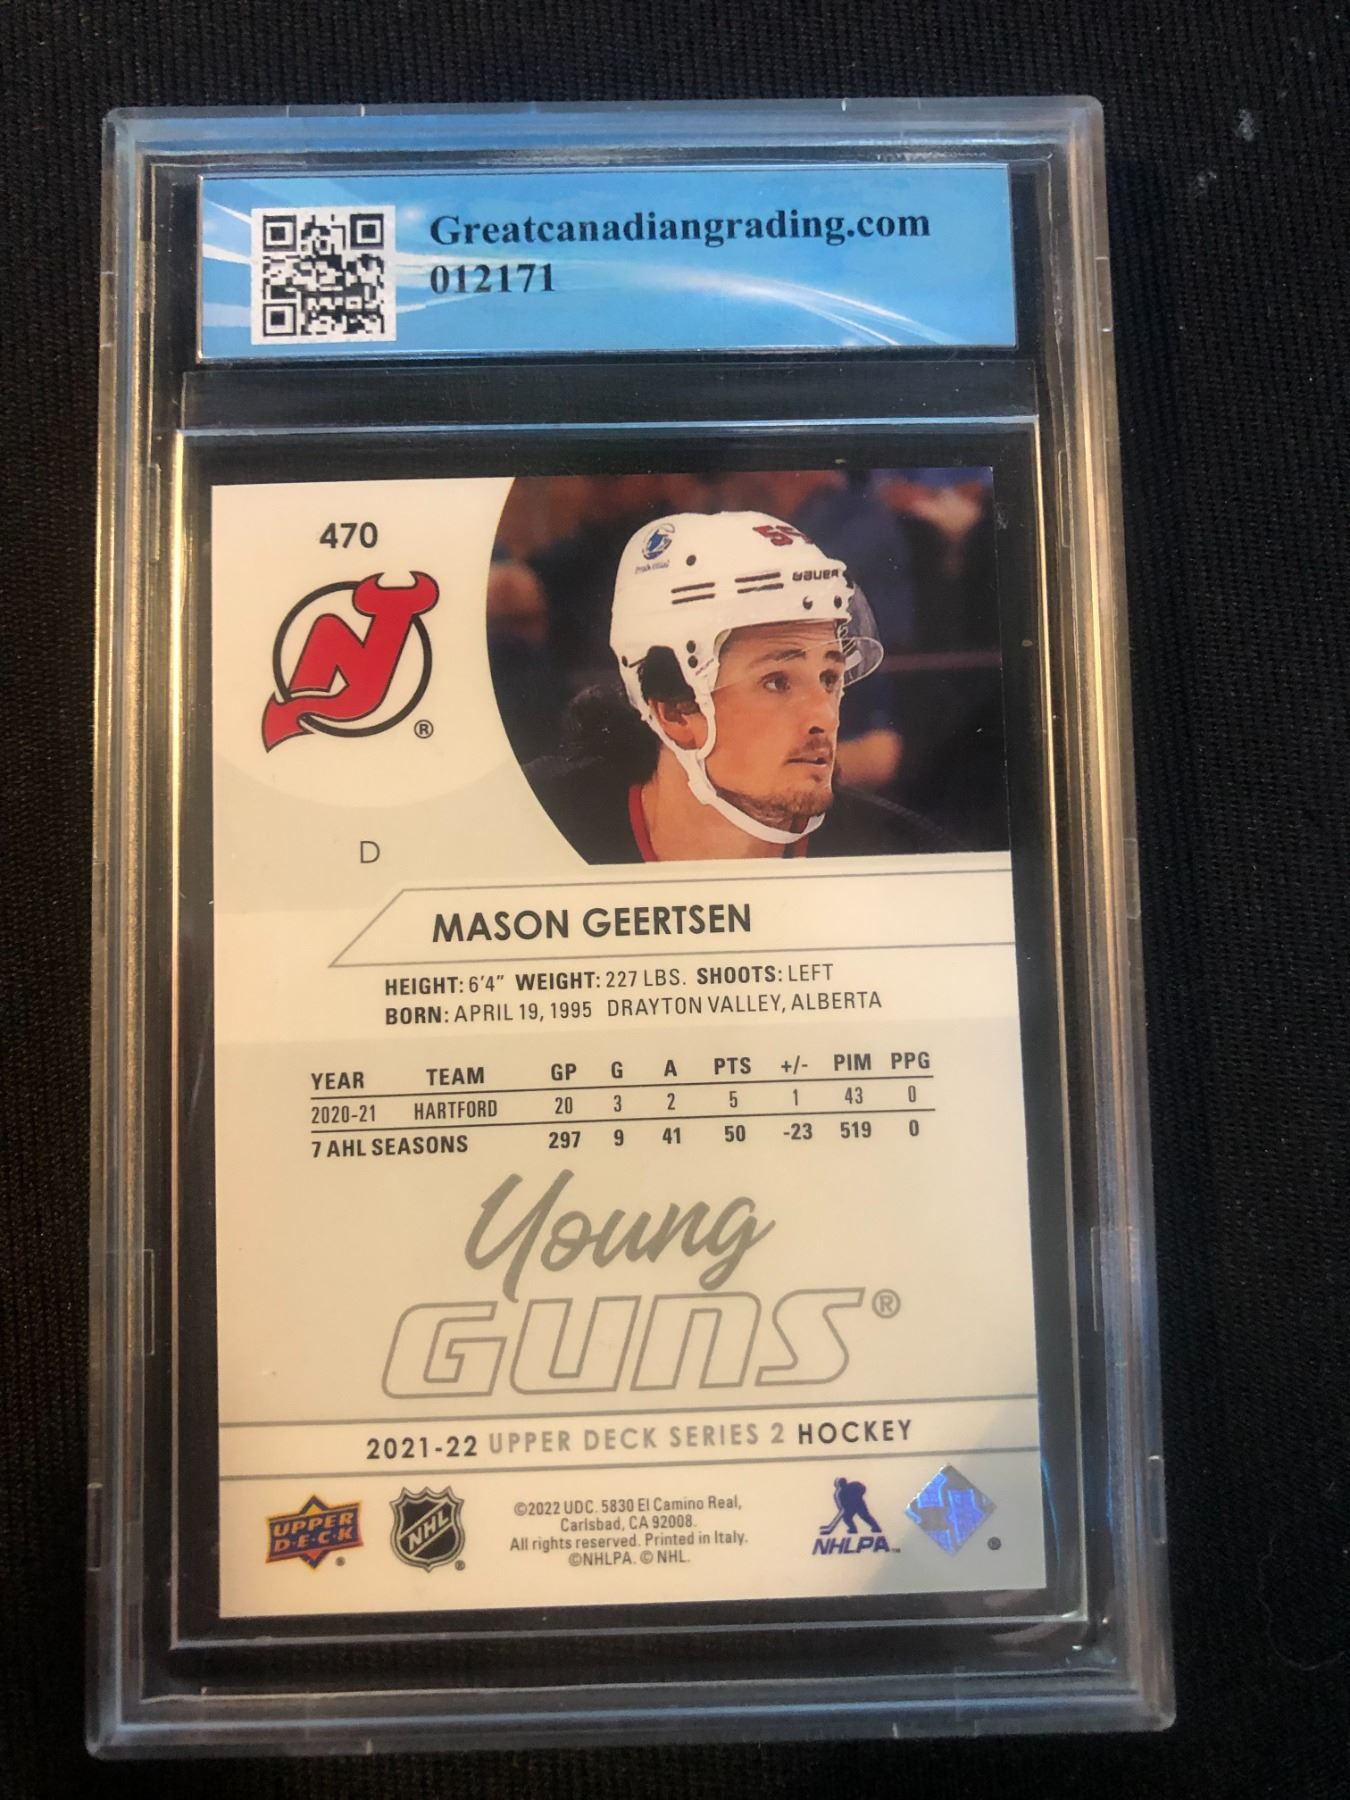 Greatcanadiangrading.com
012171
470
®
D
MASON GEERTSEN
HEIGHT: 6'4" WEIGHT: 227 LBS. SHOOTS: LEFT
BORN: APRIL 19, 1995 DRAYTON VALLEY, ALBERTA
YEAR TEAM GP G A PTS +/- PIM PPG
2020-21 HARTFORD 20 3 2 5 1 43 0
7 AHL SEASONS 297 9 41 50 -23 519 0
Young
GUNS®
2021-22 UPPER DECK SERIES 2 HOCKEY
UPPER
D·E·C·K
®
NHL
®
©2022 UDC. 5830 El Camino Real,
Carlsbad, CA 92008.
All rights reserved. Printed in Italy.
©NHLPA. © NHL.
NHLPA™
®
BAUER